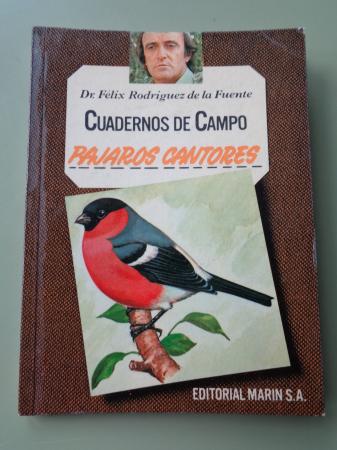 Dr. Félix Rodríguez de la Fuente
CUADERNOS DE CAMPO
PAJAROS CANTORES
EDITORIAL MARIN S.A.